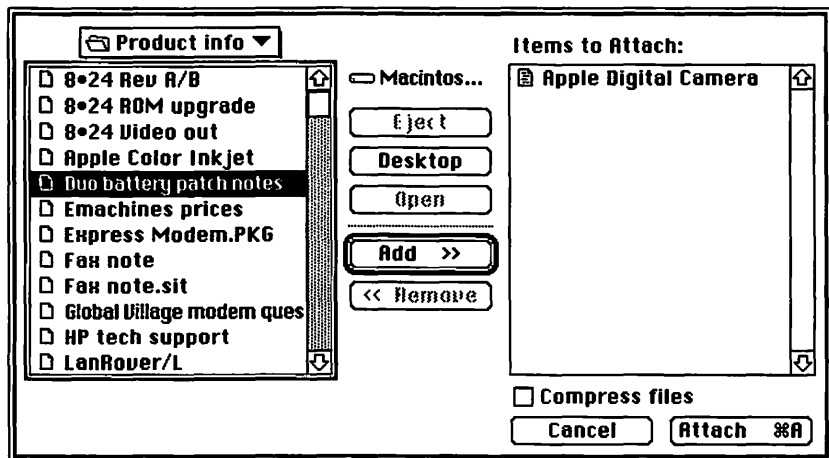 Product info
8•24 Rev A/B
8•24 ROM upgrade
8•24 Video out
Apple Color Inkjet
Duo battery patch notes
Emachines prices
Express Modem.PKG
Fax note
Fax note.sit
Global Village modem ques
HP tech support
LanRover/L
Macintos...
Eject
Desktop
Open
Add >>
<< Remove
Items to Attach:
Apple Digital Camera
Compress files
Cancel
Attach ⌘A